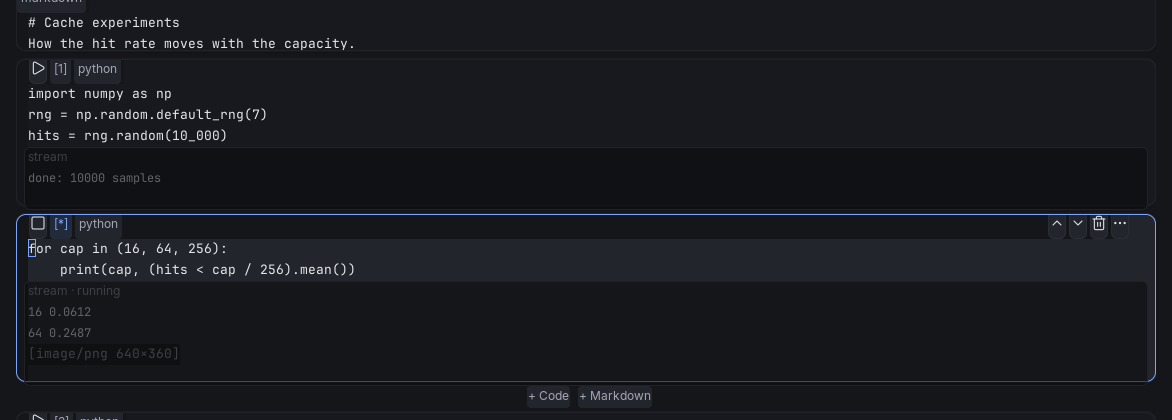 markdown
# Cache experiments
How the hit rate moves with the capacity.
[1] python
import numpy as np
rng = np.random.default_rng(7)
hits = rng.random(10_000)
stream
done: 10000 samples
[*] python
for cap in (16, 64, 256):
    print(cap, (hits < cap / 256).mean())
stream · running
16 0.0612
64 0.2487
[image/png 640×360]
+ Code + Markdown
python